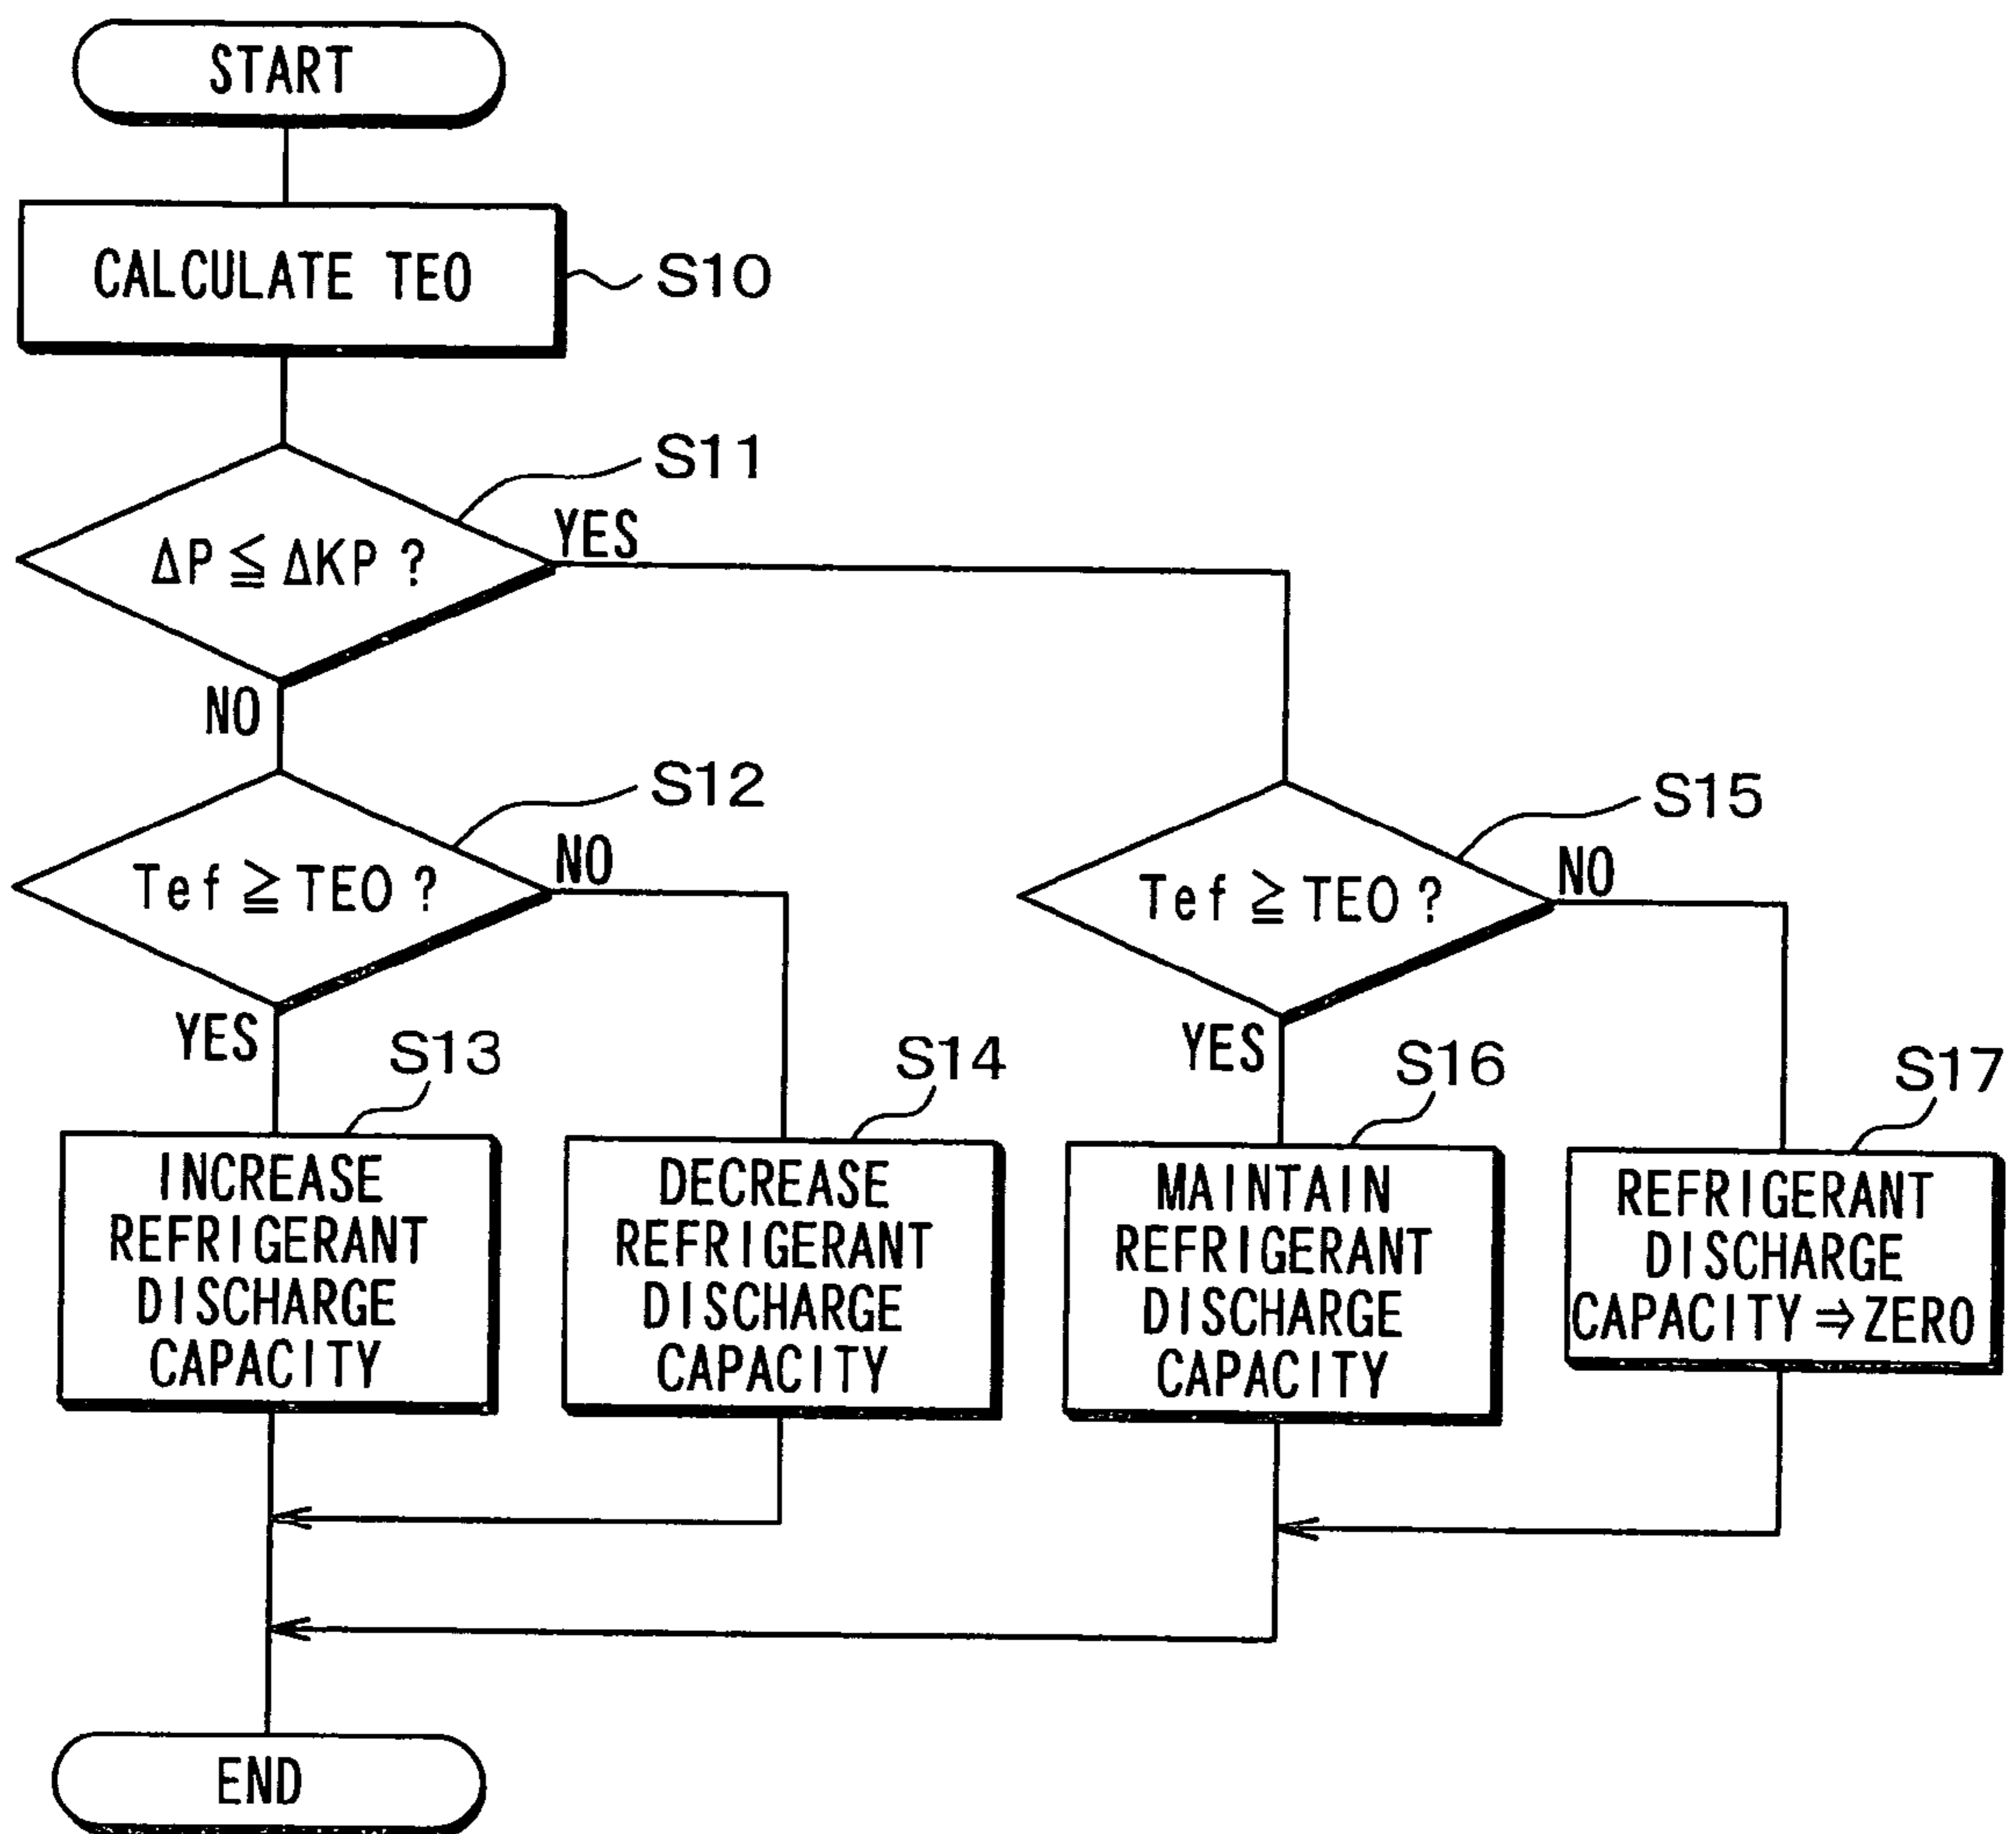 START
CALCULATE TEO
S10
S11
ΔP ≦ ΔKP ?
YES
NO
S12
Tef ≧ TEO ?
NO
YES
S15
Tef ≧ TEO ?
NO
YES
S13
INCREASE
REFRIGERANT
DISCHARGE
CAPACITY
S14
DECREASE
REFRIGERANT
DISCHARGE
CAPACITY
S16
MAINTAIN
REFRIGERANT
DISCHARGE
CAPACITY
S17
REFRIGERANT
DISCHARGE
CAPACITY ⇒ ZERO
END